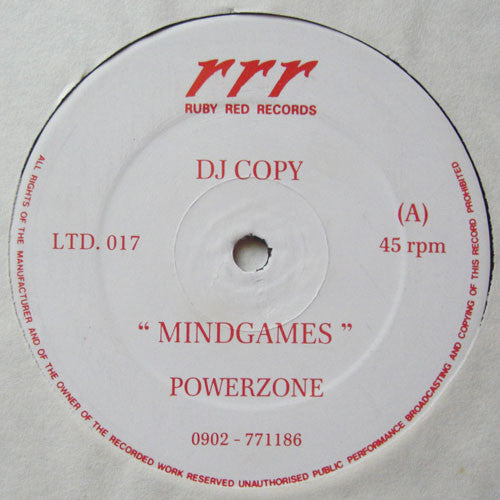 rrr
RUBY RED RECORDS
DJ COPY
(A)
LTD. 017
45 rpm
“ MINDGAMES ”
POWERZONE
0902 - 771186
ALL RIGHTS OF THE MANUFACTURER AND OF THE OWNER OF THE RECORDED WORK RESERVED UNAUTHORISED PUBLIC PERFORMANCE BROADCASTING AND COPYING OF THIS RECORD PROHIBITED